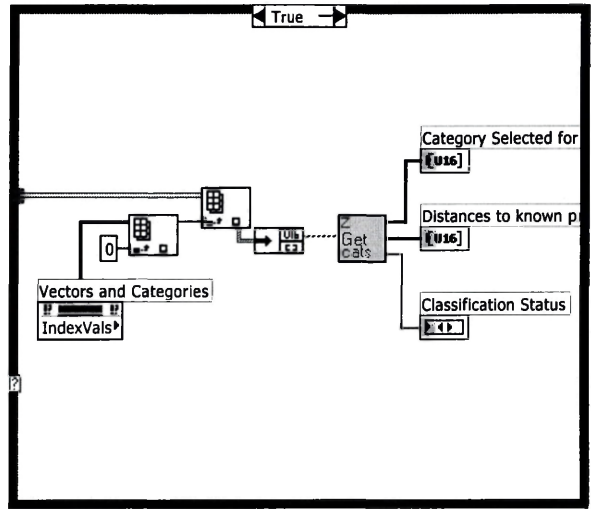 True
Category Selected for
[U16]
Distances to known p
[U16]
0
U16
Z
Get
cats
Vectors and Categories
IndexVals
Classification Status
?